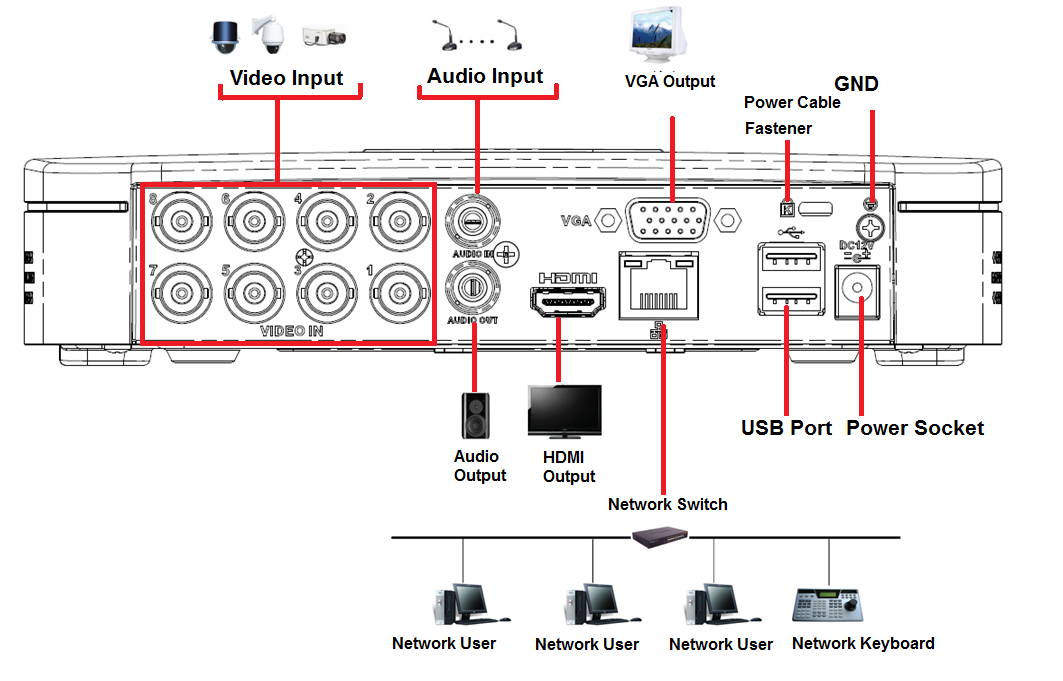 Video Input
Audio Input
VGA Output
Power Cable
Fastener
GND
8
6
4
2
VGA
K
AUDIO IN
DC12V
7
5
3
1
HDMI
AUDIO OUT
VIDEO IN
USB Port
Power Socket
Audio
Output
HDMI
Output
Network Switch
Network User
Network User
Network User
Network Keyboard